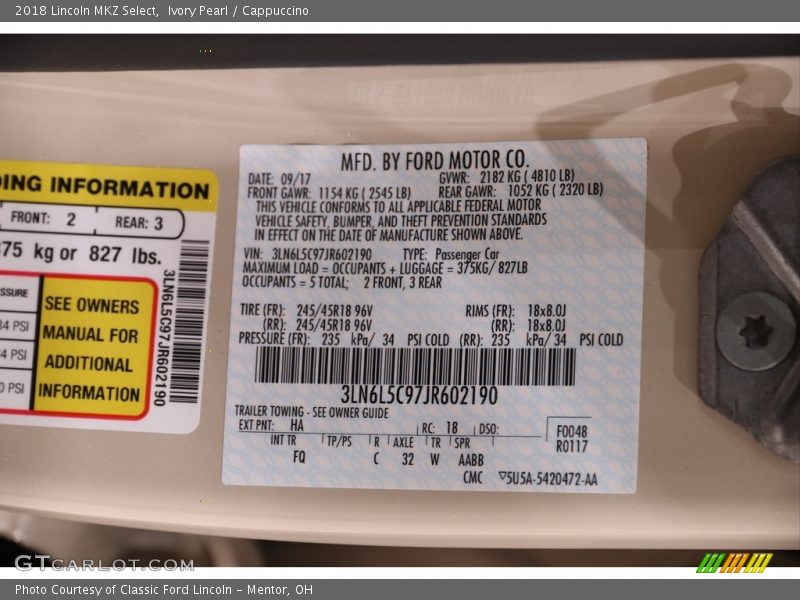 2018 Lincoln MKZ Select, Ivory Pearl / Cappuccino
DING INFORMATION
FRONT: 2 REAR: 3
375 kg or 827 lbs.
SSURE
34 PSI
34 PSI
0 PSI
SEE OWNERS
MANUAL FOR
ADDITIONAL
INFORMATION
3LN6L5C97JR602190
MFD. BY FORD MOTOR CO.
DATE: 09/17 GVWR: 2182 KG ( 4810 LB)
FRONT GAWR: 1154 KG ( 2545 LB) REAR GAWR: 1052 KG ( 2320 LB)
THIS VEHICLE CONFORMS TO ALL APPLICABLE FEDERAL MOTOR
VEHICLE SAFETY, BUMPER, AND THEFT PREVENTION STANDARDS
IN EFFECT ON THE DATE OF MANUFACTURE SHOWN ABOVE.
VIN: 3LN6L5C97JR602190 TYPE: Passenger Car
MAXIMUM LOAD = OCCUPANTS + LUGGAGE = 375KG/ 827LB
OCCUPANTS = 5 TOTAL; 2 FRONT, 3 REAR
TIRE (FR): 245/45R18 96V RIMS (FR): 18x8.0J
(RR): 245/45R18 96V (RR): 18x8.0J
PRESSURE (FR): 235 kPa/ 34 PSI COLD (RR): 235 kPa/ 34 PSI COLD
3LN6L5C97JR602190
TRAILER TOWING - SEE OWNER GUIDE
EXT PNT: HA RC: 18 DSO:
F0048
R0117
INT TR TP/PS R AXLE TR SPR
FQ C 32 W AABB
CMC ▽5U5A-5420472-AA
GTCARLOT.COM
Photo Courtesy of Classic Ford Lincoln - Mentor, OH